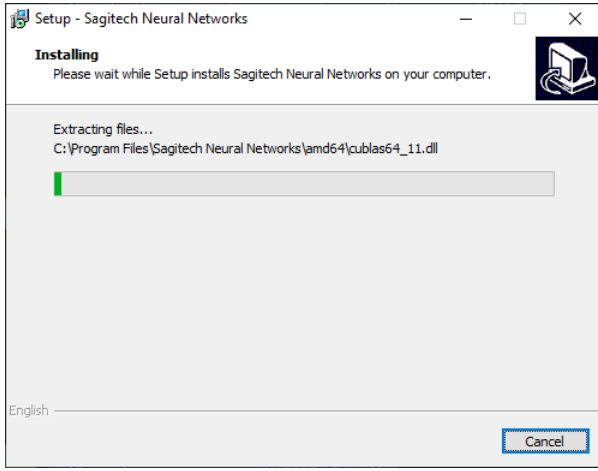 Setup - Sagitech Neural Networks
Installing
Please wait while Setup installs Sagitech Neural Networks on your computer.
Extracting files...
C:\Program Files\Sagitech Neural Networks\amd64\cublas64_11.dll
English
Cancel